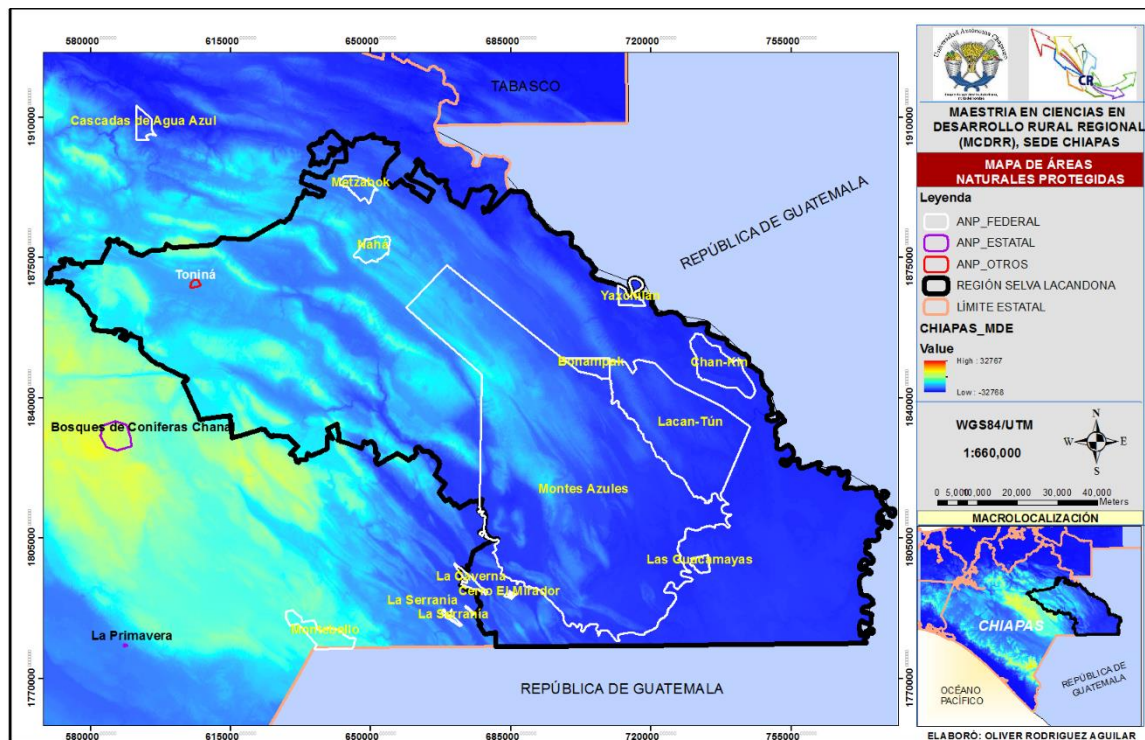 580000 615000 650000 685000 720000 755000
1910000
1875000
1840000
1805000
1770000
TABASCO
Cascadas de Agua Azul
Metzabok
REPÚBLICA DE GUATEMALA
Nahá
Toniná
Yaxchilán
Bonampak
Chan-Kin
Lacan-Tún
Bosques de Coniferas Chanal
Montes Azules
Las Guacamayas
La Caverna
Cerro El Mirador
La Serrania
La Serrania
Montebello
La Primavera
REPÚBLICA DE GUATEMALA
580000 615000 650000 685000 720000 755000
1910000
1875000
1840000
1805000
1770000
CR
MAESTRIA EN CIENCIAS EN
DESARROLLO RURAL REGIONAL
(MCDRR), SEDE CHIAPAS
MAPA DE ÁREAS
NATURALES PROTEGIDAS
Leyenda
ANP_FEDERAL
ANP_ESTATAL
ANP_OTROS
REGIÓN SELVA LACANDONA
LÍMITE ESTATAL
CHIAPAS_MDE
Value
High : 32767
Low : -32768
WGS84/UTM
1:660,000
N
W E
S
0 5,000 10,000 20,000 30,000 40,000
Meters
MACROLOCALIZACIÓN
CHIAPAS
REPÚBLICA DE
GUATEMALA
OCÉANO
PACÍFICO
ELABORÓ: OLIVER RODRIGUEZ AGUILAR